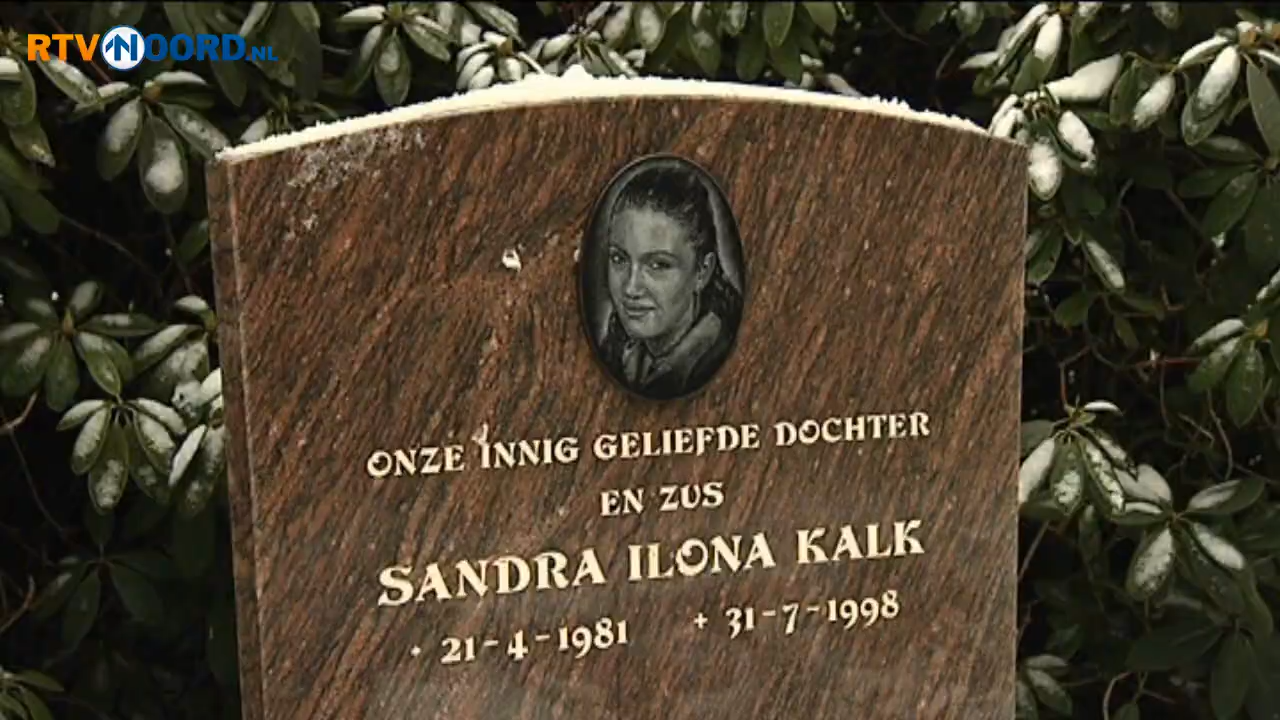 RTVNOORD.NL
ONZE INNIG GELIEFDE DOCHTER
EN ZUS
SANDRA ILONA KALK
· 21-4-1981 + 31-7-1998